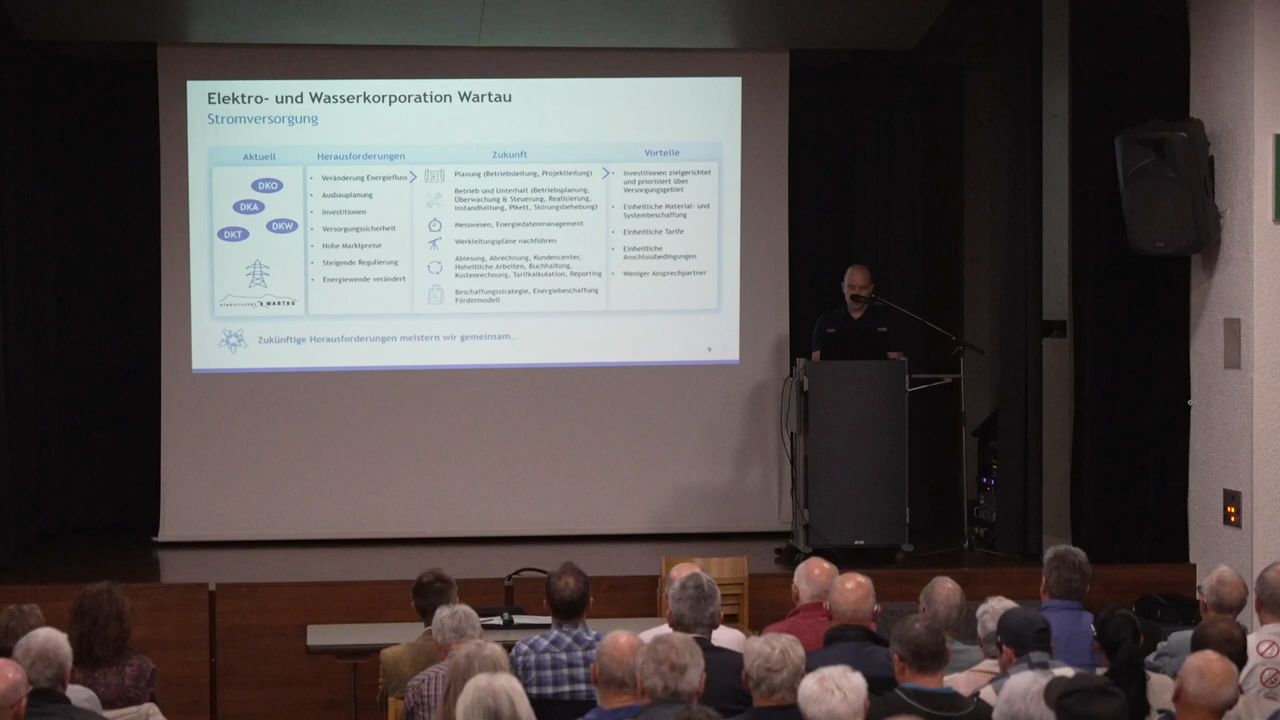 Elektro- und Wasserkorporation Wartau
Stromversorgung
Aktuell
DKO
DKA
DKW
DKT
WARTAU
Herausforderungen
• Veränderung Energiefluss
• Ausbauplanung
• Investitionen
• Versorgungssicherheit
• Hohe Marktpreise
• Steigende Regulierung
• Energiewende verändert
Zukunft
Planung (Betriebsleitung, Projektleitung)
Betrieb und Unterhalt (Betriebsplanung,
Überwachung & Steuerung, Realisierung,
Instandhaltung, Pikett, Störungsbehebung)
Messwesen, Energiedatenmanagement
Werkleitungspläne nachführen
Ablesung, Abrechnung, Kundencenter,
Hoheitliche Arbeiten, Buchhaltung,
Kostenrechnung, Tarifkalkulation, Reporting
Beschaffungsstrategie, Energiebeschaffung
Fördermodell
Vorteile
• Investitionen zielgerichtet
und priorisiert über
Versorgungsgebiet
• Einheitliche Material- und
Systembeschaffung
• Einheitliche Tarife
• Einheitliche
Anschlussbedingungen
• Weniger Ansprechpartner
Zukünftige Herausforderungen meistern wir gemeinsam...
9